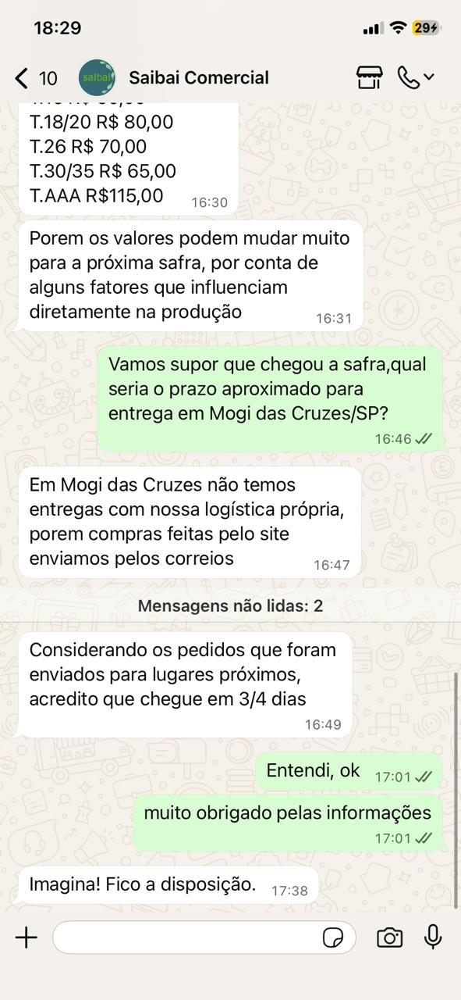 18:29
29
10
saibai
Saibai Comercial
T.18/20 R$ 80,00
T.26 R$ 70,00
T.30/35 R$ 65,00
T.AAA R$115,00
16:30
Porem os valores podem mudar muito
para a próxima safra, por conta de
alguns fatores que influenciam
diretamente na produção
16:31
Vamos supor que chegou a safra,qual
seria o prazo aproximado para
entrega em Mogi das Cruzes/SP?
16:46
Em Mogi das Cruzes não temos
entregas com nossa logística própria,
porem compras feitas pelo site
enviamos pelos correios
16:47
Mensagens não lidas: 2
Considerando os pedidos que foram
enviados para lugares próximos,
acredito que chegue em 3/4 dias
16:49
Entendi, ok 17:01
muito obrigado pelas informações
17:01
Imagina! Fico a disposição. 17:38